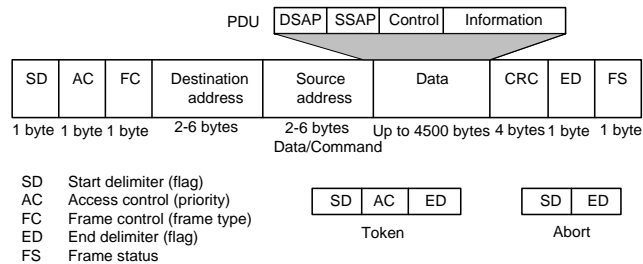 PDU DSAP SSAP Control Information
SD AC FC Destination address Source address Data CRC ED FS
1 byte 1 byte 1 byte 2-6 bytes 2-6 bytes Up to 4500 bytes 4 bytes 1 byte 1 byte
Data/Command
SD Start delimiter (flag)
AC Access control (priority)
FC Frame control (frame type)
ED End delimiter (flag)
FS Frame status
SD AC ED
Token
SD ED
Abort